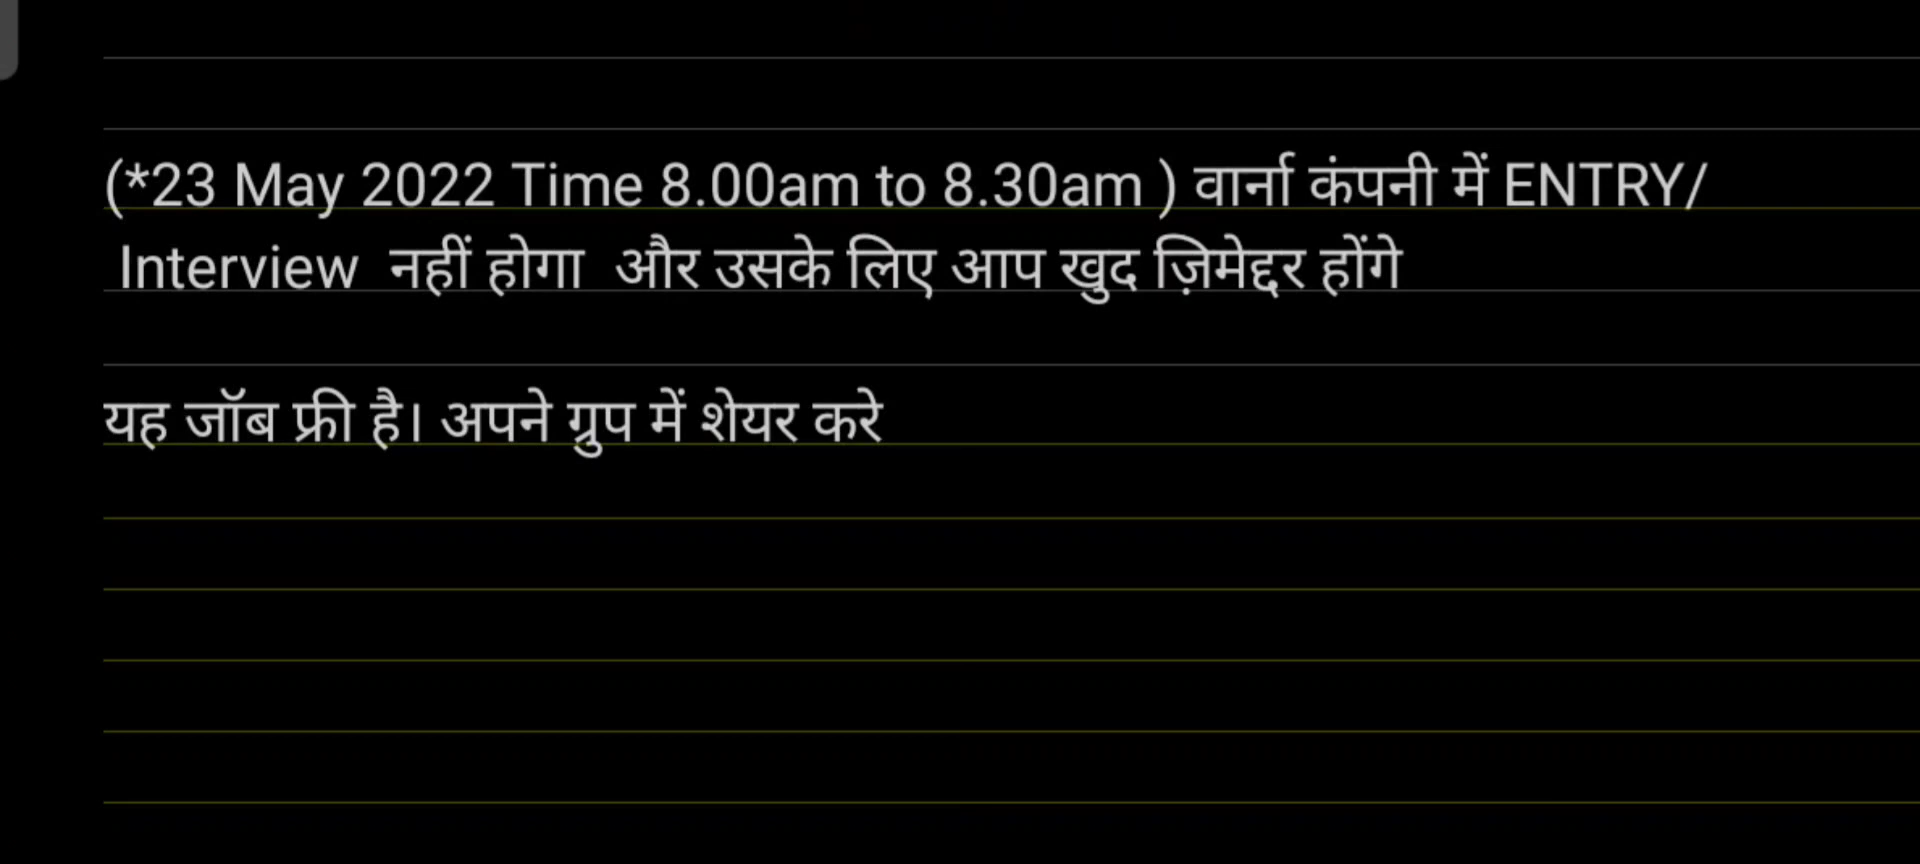 (*23 May 2022 Time 8.00am to 8.30am ) वार्ना कंपनी में ENTRY/
Interview नहीं होगा और उसके लिए आप खुद ज़िमेद्दर होंगे
यह जॉब फ्री है। अपने ग्रुप में शेयर करे